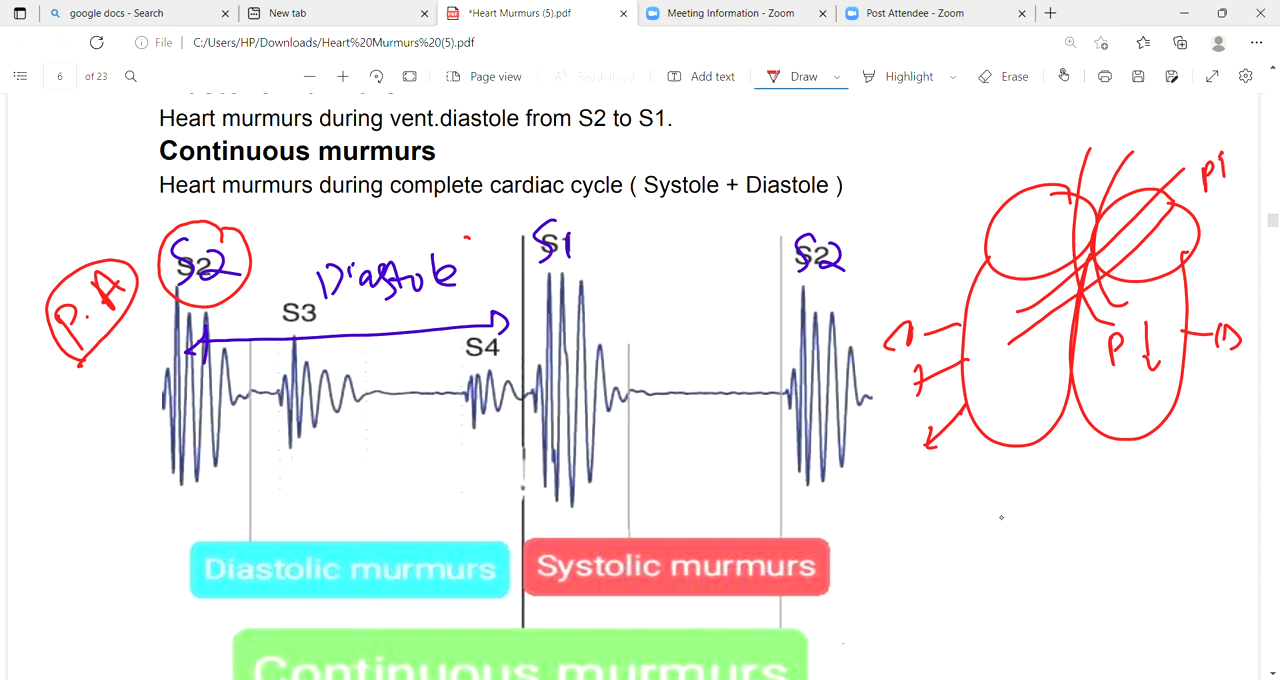 google docs - Search
New tab
*Heart Murmurs (5).pdf
Meeting Information - Zoom
Post Attendee - Zoom
File
C:/Users/HP/Downloads/Heart%20Murmurs%20(5).pdf
6 of 23
Page view
Read aloud
Add text
Draw
Highlight
Erase
Heart murmurs during vent.diastole from S2 to S1.
Continuous murmurs
Heart murmurs during complete cardiac cycle ( Systole + Diastole )
P↑
S2
Diastole
S1
S2
P.A
S3
S4
P↓
Diastolic murmurs
Systolic murmurs
Continuous murmurs